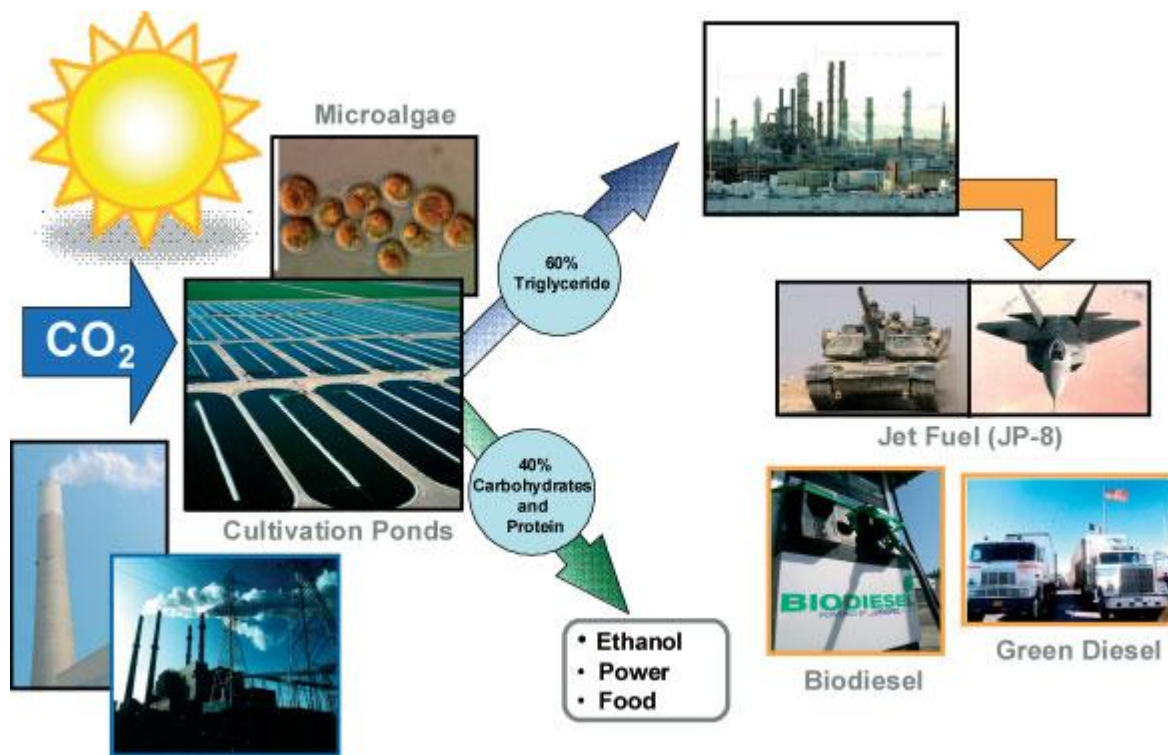 Microalgae
CO2
60%
Triglyceride
40%
Carbohydrates
and
Protein
Cultivation Ponds
• Ethanol
• Power
• Food
Jet Fuel (JP-8)
BIODIESEL
Biodiesel
Green Diesel